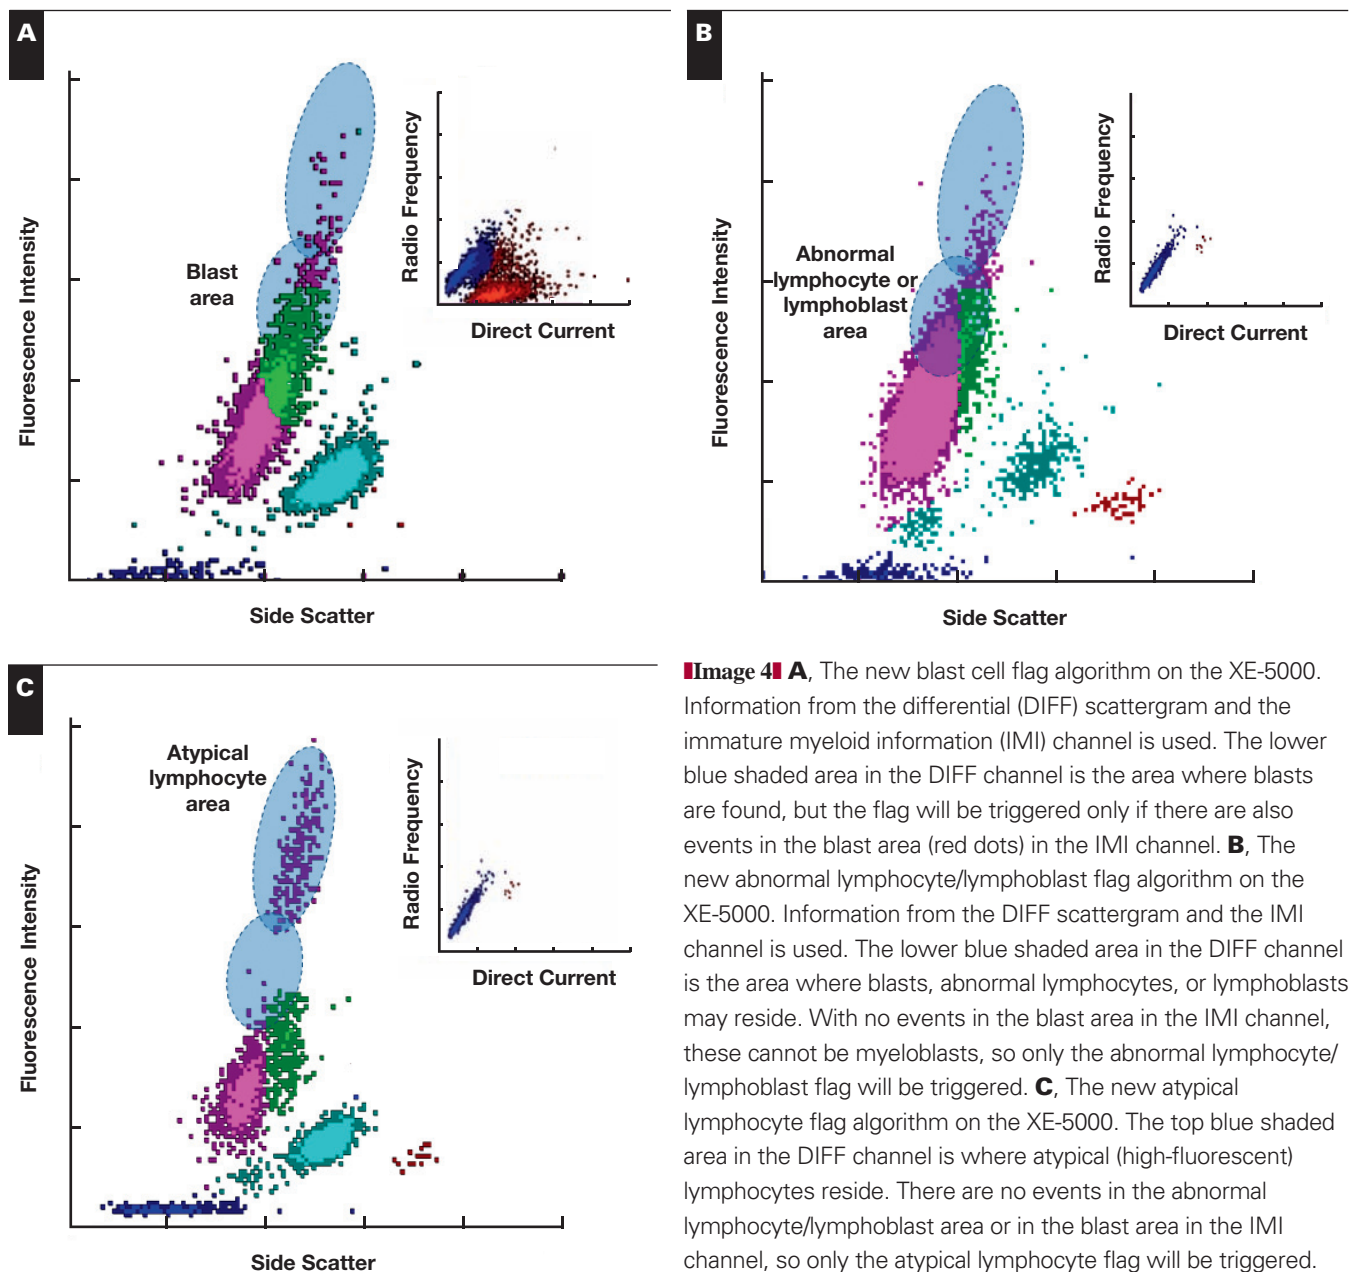 A
Fluorescence Intensity
Blast
area
Radio Frequency
Direct Current
Side Scatter
B
Fluorescence Intensity
Abnormal
lymphocyte or
lymphoblast
area
Radio Frequency
Direct Current
Side Scatter
C
Fluorescence Intensity
Atypical
lymphocyte
area
Radio Frequency
Direct Current
Side Scatter
Image 4 A, The new blast cell flag algorithm on the XE-5000.
Information from the differential (DIFF) scattergram and the
immature myeloid information (IMI) channel is used. The lower
blue shaded area in the DIFF channel is the area where blasts
are found, but the flag will be triggered only if there are also
events in the blast area (red dots) in the IMI channel. B, The
new abnormal lymphocyte/lymphoblast flag algorithm on the
XE-5000. Information from the DIFF scattergram and the IMI
channel is used. The lower blue shaded area in the DIFF channel
is the area where blasts, abnormal lymphocytes, or lymphoblasts
may reside. With no events in the blast area in the IMI channel,
these cannot be myeloblasts, so only the abnormal lymphocyte/
lymphoblast flag will be triggered. C, The new atypical
lymphocyte flag algorithm on the XE-5000. The top blue shaded
area in the DIFF channel is where atypical (high-fluorescent)
lymphocytes reside. There are no events in the abnormal
lymphocyte/lymphoblast area or in the blast area in the IMI
channel, so only the atypical lymphocyte flag will be triggered.